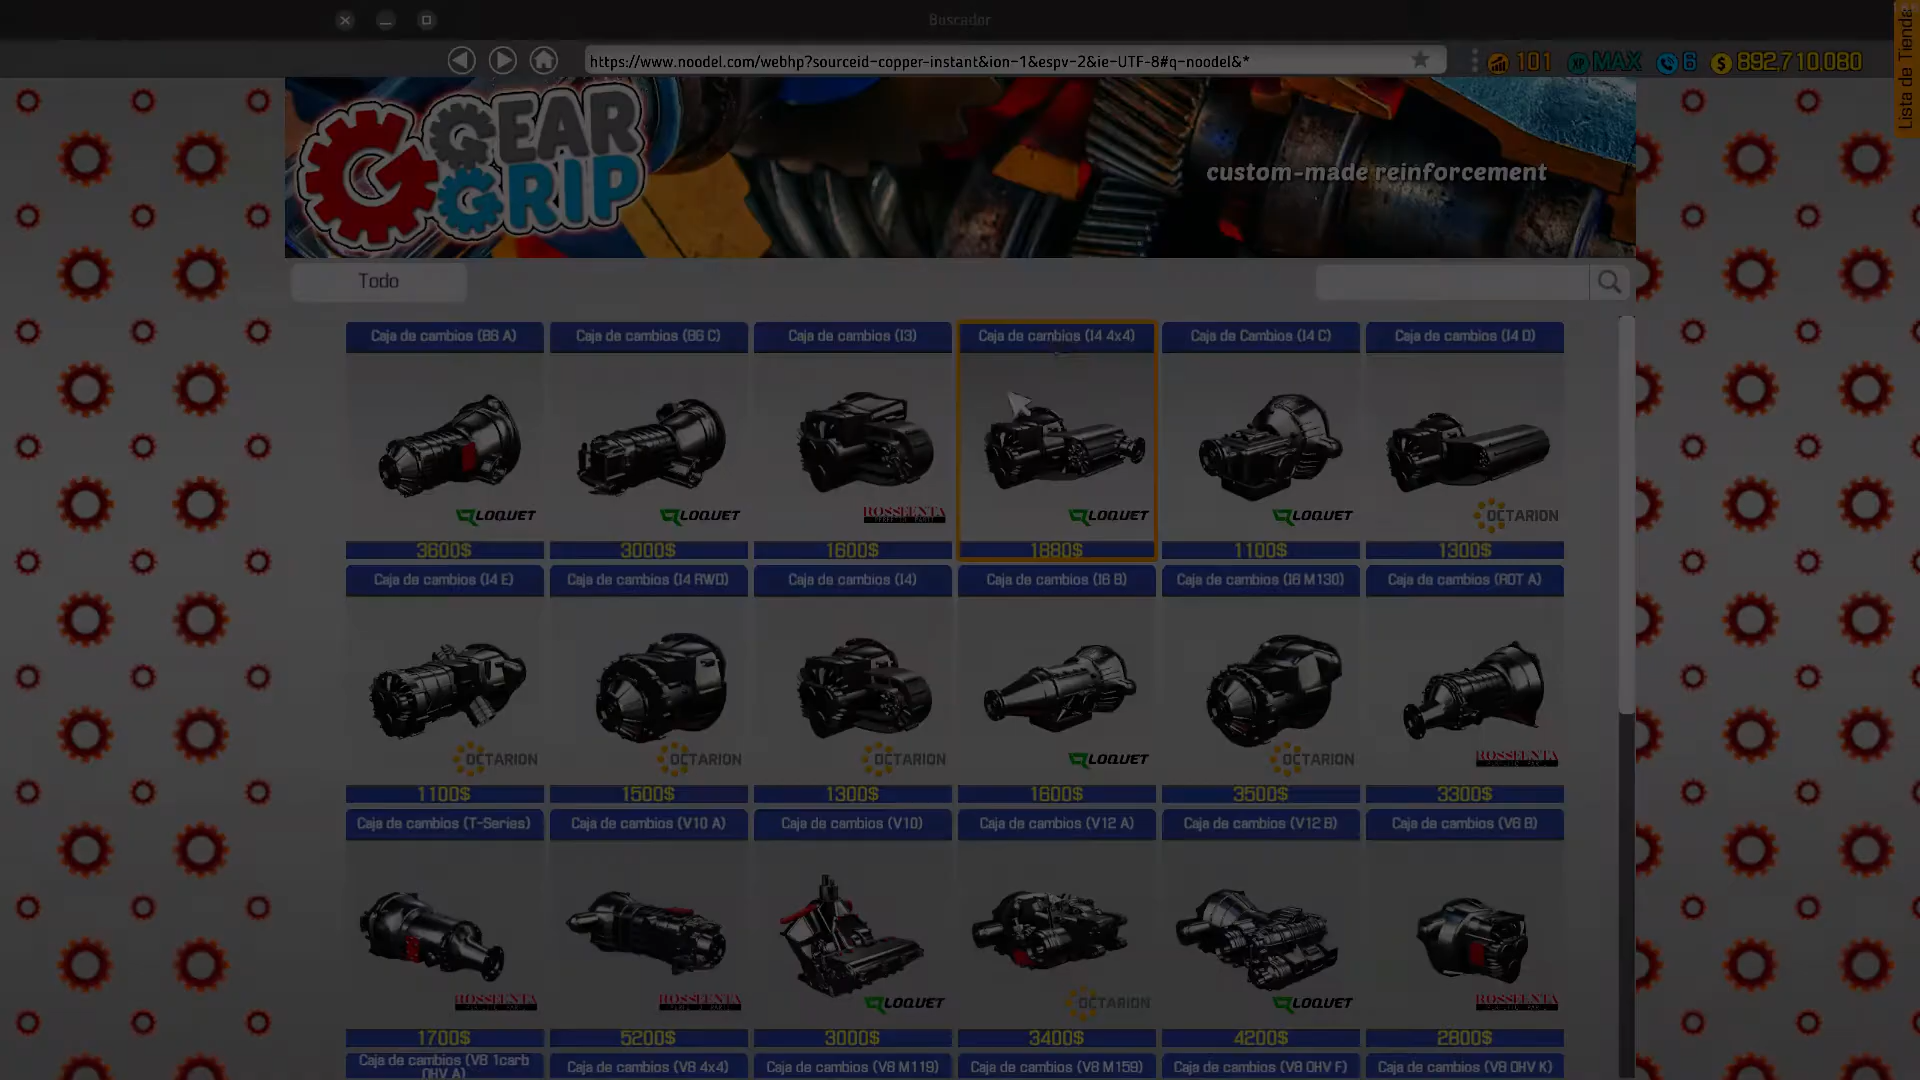 Buscador
https://www.noodel.com/webhp?sourceid-copper-instant&ion-1&espv-2&ie-UTF-8#q-noodel&*
101
XP MAX
6
$ 892,710,080
Lista de Tienda
G GEAR
GRIP
custom-made reinforcement
Todo
Caja de cambios (B6 A)
Caja de cambios (B6 C)
Caja de cambios (I3)
Caja de cambios (I4 4x4)
Caja de Cambios (I4 C)
Caja de cambios (I4 D)
LOQUET
LOQUET
ROSSFENTA
LOQUET
LOQUET
OCTARION
3600$
3000$
1600$
1880$
1100$
1300$
Caja de cambios (I4 E)
Caja de cambios (I4 RWD)
Caja de cambios (I4)
Caja de cambios (I6 B)
Caja de cambios (I6 M130)
Caja de cambios (ROT A)
OCTARION
OCTARION
OCTARION
LOQUET
OCTARION
ROSSFENTA
1100$
1500$
1300$
1600$
3500$
3300$
Caja de cambios (T-Series)
Caja de cambios (V10 A)
Caja de cambios (V10)
Caja de cambios (V12 A)
Caja de cambios (V12 B)
Caja de cambios (V6 B)
ROSSFENTA
ROSSFENTA
LOQUET
OCTARION
LOQUET
ROSSFENTA
1700$
5200$
3000$
3400$
4200$
2800$
Caja de cambios (V8 1carb
OHV A)
Caja de cambios (V8 4x4)
Caja de cambios (V8 M119)
Caja de cambios (V8 M159)
Caja de cambios (V8 OHV F)
Caja de cambios (V8 OHV K)